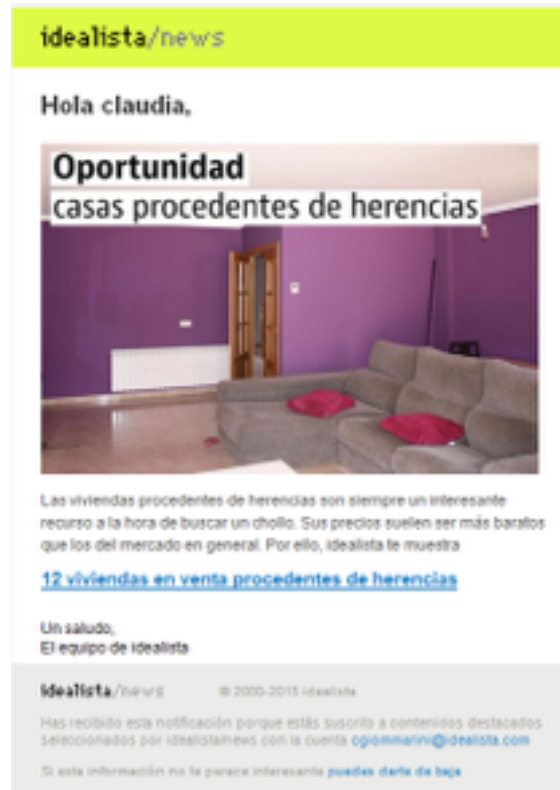 idealista/news
Hola claudia,
Oportunidad
casas procedentes de herencias
Las viviendas procedentes de herencias son siempre un interesante
recurso a la hora de buscar un chollo. Sus precios suelen ser más baratos
que los del mercado en general. Por ello, idealista te muestra
12 viviendas en venta procedentes de herencias
Un saludo,
El equipo de idealista
idealista/news © 2000-2015 idealista
Has recibido esta notificación porque estás suscrito a contenidos destacados
seleccionados por idealista/news con la cuenta cgiommarini@idealista.com
Si esta información no te parece interesante puedes darte de baja